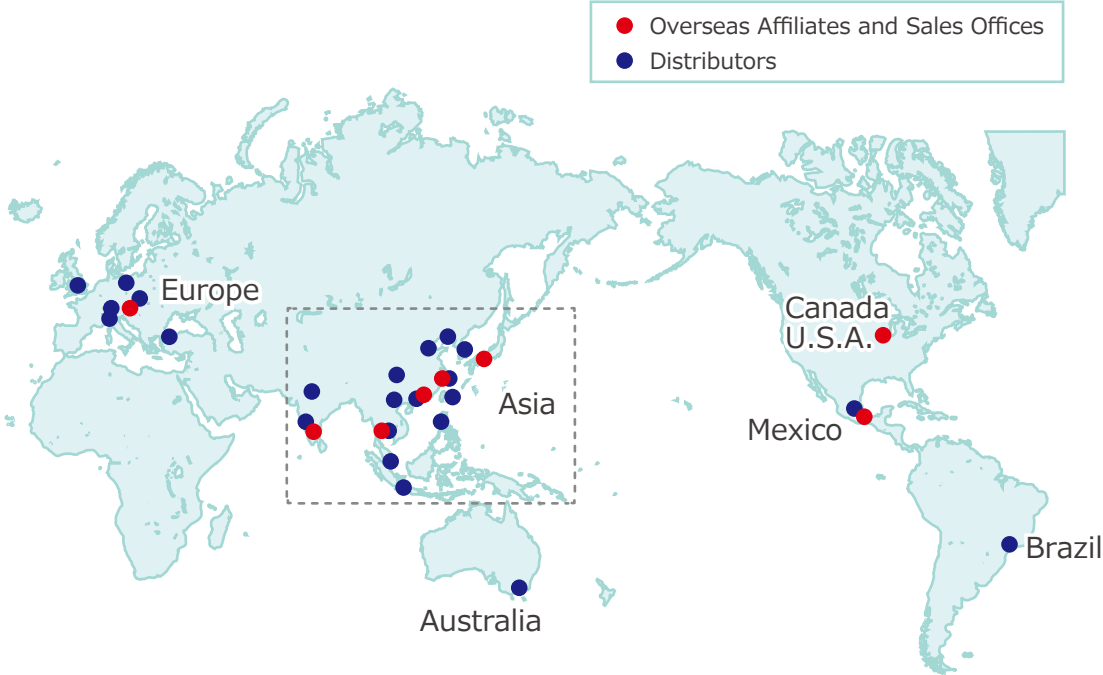 Overseas Affiliates and Sales Offices
Distributors
Europe
Canada
U.S.A.
Asia
Mexico
Brazil
Australia